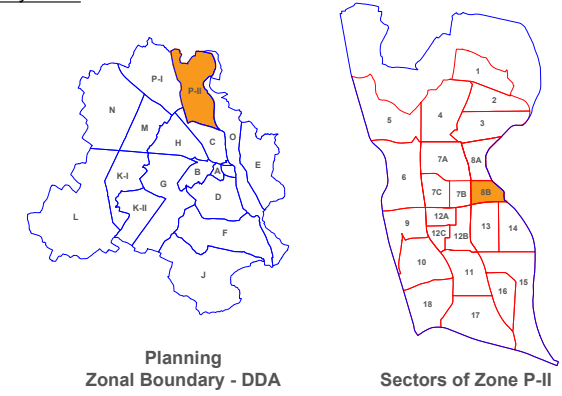 P-I
P-II
N
M
H
C
O
E
B
A
K-I
G
D
K-II
L
F
J
1
2
3
4
5
7A
8A
6
7C
7B
8B
12A
9
12C
12B
13
14
10
11
15
16
18
17
Planning
Zonal Boundary - DDA
Sectors of Zone P-II